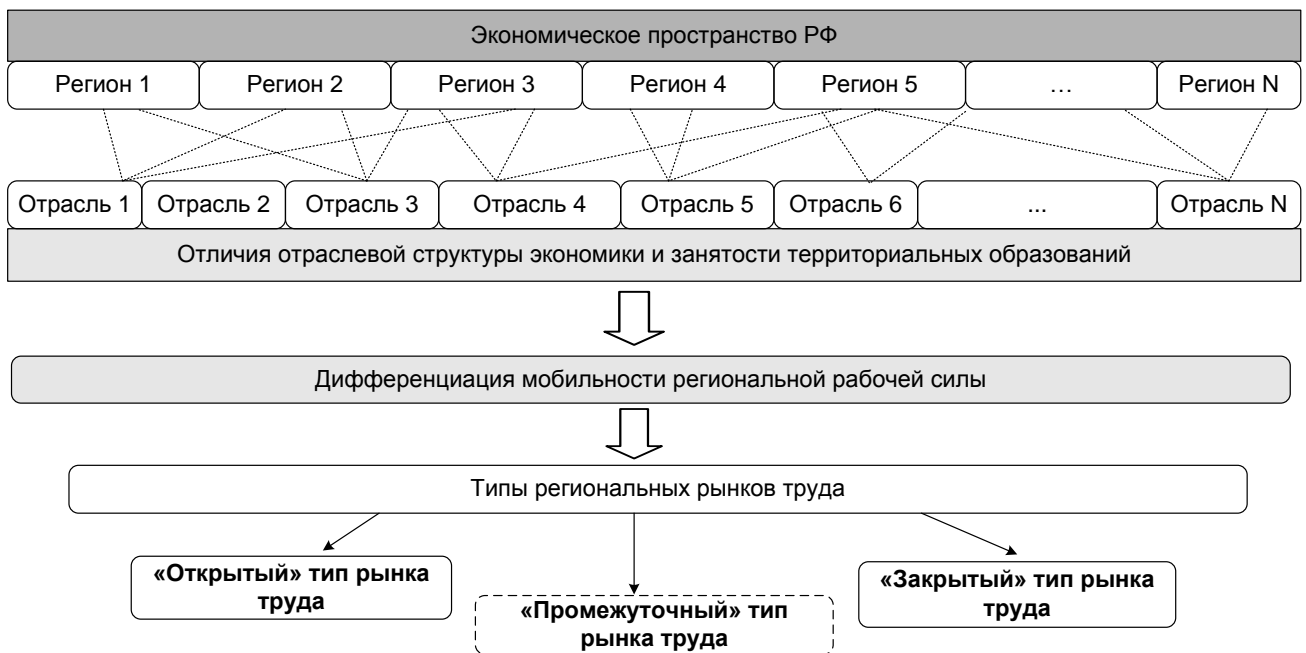 Экономическое пространство РФ
Регион 1 Регион 2 Регион 3 Регион 4 Регион 5 … Регион N
Отрасль 1 Отрасль 2 Отрасль 3 Отрасль 4 Отрасль 5 Отрасль 6 ... Отрасль N
Отличия отраслевой структуры экономики и занятости территориальных образований
Дифференциация мобильности региональной рабочей силы
Типы региональных рынков труда
«Открытый» тип рынка
труда
«Промежуточный» тип
рынка труда
«Закрытый» тип рынка
труда